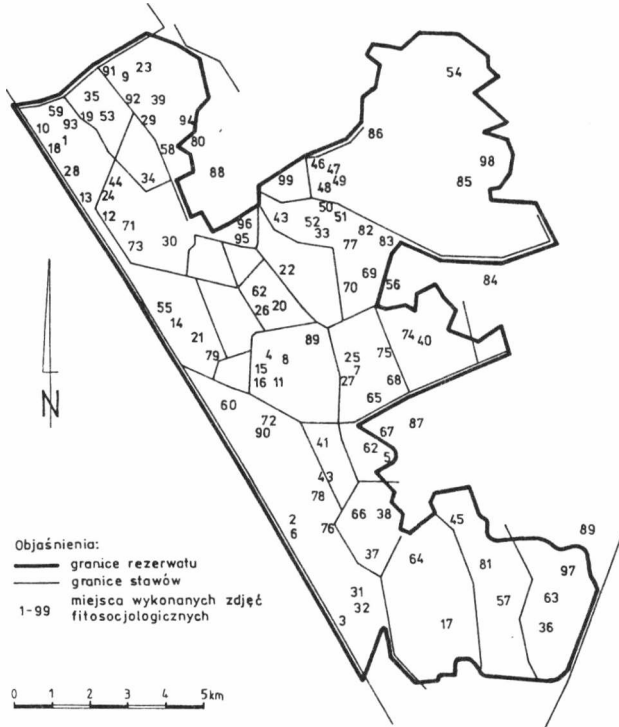 54
91 9 23
35 92 39
59 19 53 29 94
10 93 80 86
18 1 58
46 47 98
28 88 99 48 49 85
44 34
13 24 50
12 96 43 52 51
71 95 33 82
73 30 77 83
22 69 56 84
70
62
55 26 20
14
21 89 74 40
79 4 8 25 75
15 7
16 11 27 68
60 65
72 87
90 67
41 62 5
43
78
2 66 38 45
6 76 89
37 64 81 97
31 57 63
32
3 17 36
N
Objaśnienia:
granice rezerwatu
granice stawów
1-99 miejsca wykonanych zdjęć
fitosocjologicznych
0 1 2 3 4 5km